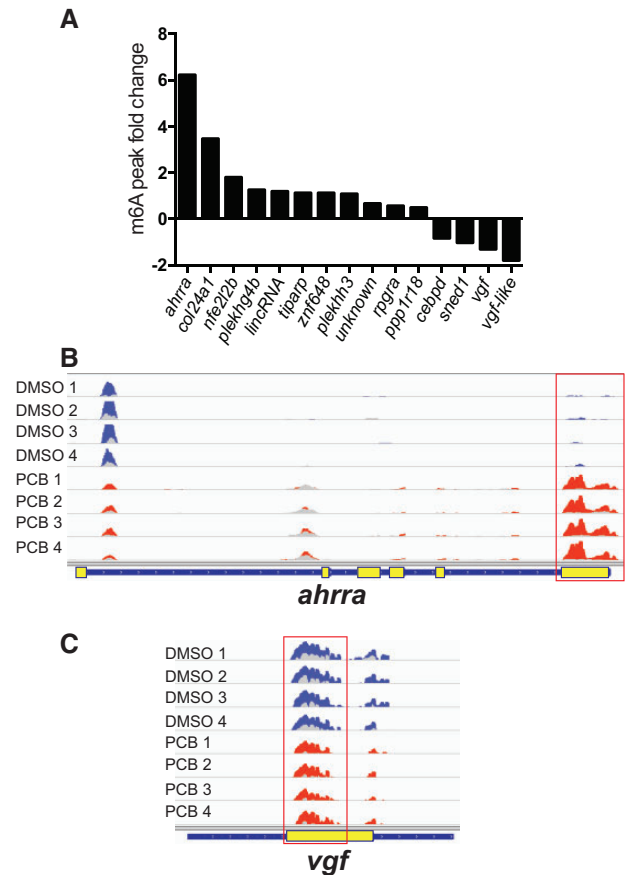 A
m6A peak fold change
8
6
4
2
0
-2
ahrra
col24a1
nfe2l2b
plekng4b
lincRNA
tiparp
znf648
plekhh3
unknown
rpgra
ppp1r18
cebpd
sned1
vgf
vgf-like
B
DMSO 1
DMSO 2
DMSO 3
DMSO 4
PCB 1
PCB 2
PCB 3
PCB 4
ahrra
C
DMSO 1
DMSO 2
DMSO 3
DMSO 4
PCB 1
PCB 2
PCB 3
PCB 4
vgf